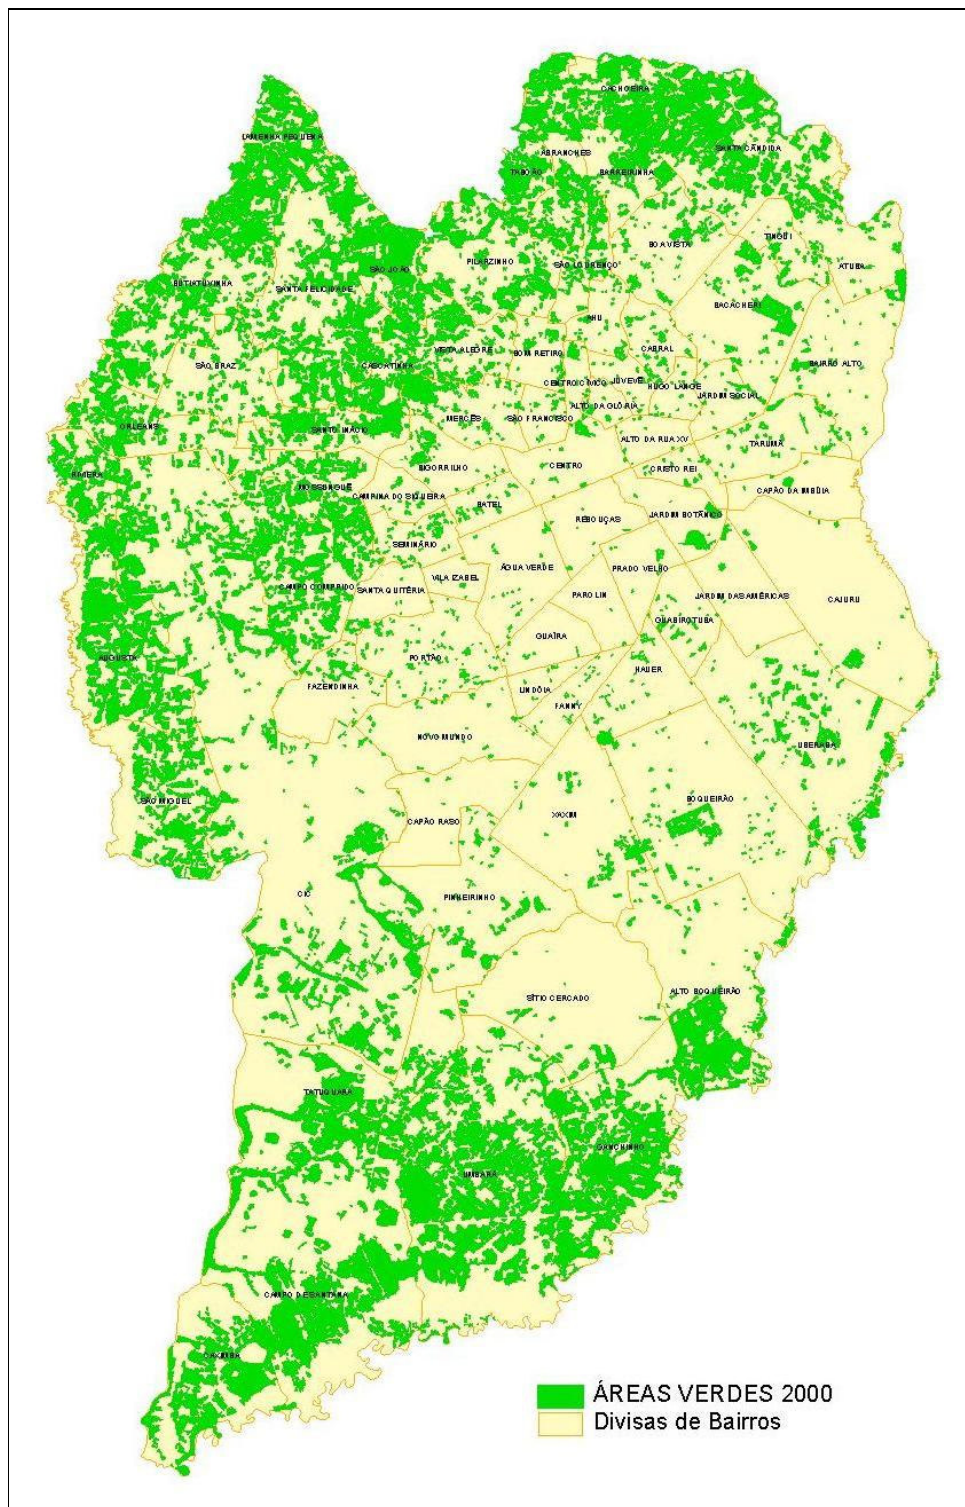 CACHOEIRA
LAMENHA PEQUENA
SANTA CÂNDIDA
ABRANCHES
TABOÃO
BARREIRINHA
TINGÜI
BOA VISTA
PILARZINHO
SÃO LOURENÇO
ATUBA
SÃO JOÃO
BUTIATUVINHA
SANTA FELICIDADE
BACACHERI
AHU
VISTA ALEGRE
BOM RETIRO
CABRAL
SÃO BRAZ
CASCATINHA
BAIRRO ALTO
CENTRO CÍVICO
JUVEVÊ
HUGO LANGE
JARDIM SOCIAL
ALTO DA GLÓRIA
MERCÊS
SÃO FRANCISCO
ORLEANS
SANTO INÁCIO
ALTO DA RUA XV
TARUMÃ
BIGORRILHO
CENTRO
CRISTO REI
RIVIERA
MOSSUNGUÊ
CAMPINA DO SIQUEIRA
CAPÃO DA IMBÚIA
BATEL
REBOUÇAS
JARDIM BOTÂNICO
SEMINÁRIO
ÁGUA VERDE
PRADO VELHO
VILA IZABEL
CAMPO COMPRIDO
SANTA QUITÉRIA
PAROLIN
JARDIM DAS AMÉRICAS
CAJURU
GUABIROTUBA
GUAÍRA
AUGUSTA
PORTÃO
HAUER
FAZENDINHA
LINDÓIA
FANNY
NOVO MUNDO
UBERABA
SÃO MIGUEL
BOQUEIRÃO
CAPÃO RASO
XAXIM
CIC
PINHEIRINHO
ALTO BOQUEIRÃO
SÍTIO CERCADO
TATUQUARA
GANCHINHO
UMBARÁ
CAMPO DE SANTANA
CAXIMBA
ÁREAS VERDES 2000
Divisas de Bairros